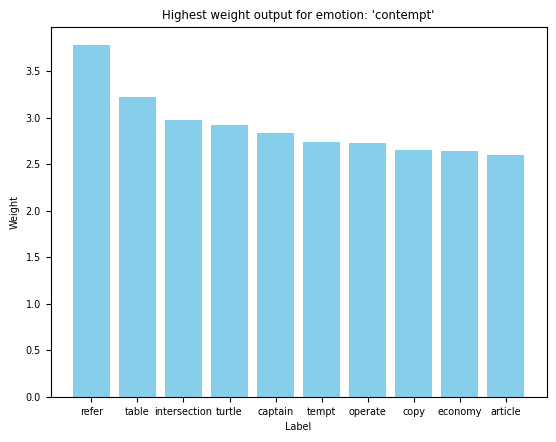 Highest weight output for emotion: 'contempt'
3.5
3.0
2.5
2.0
1.5
1.0
0.5
0.0
Weight
refer table intersection turtle captain tempt operate copy economy article
Label